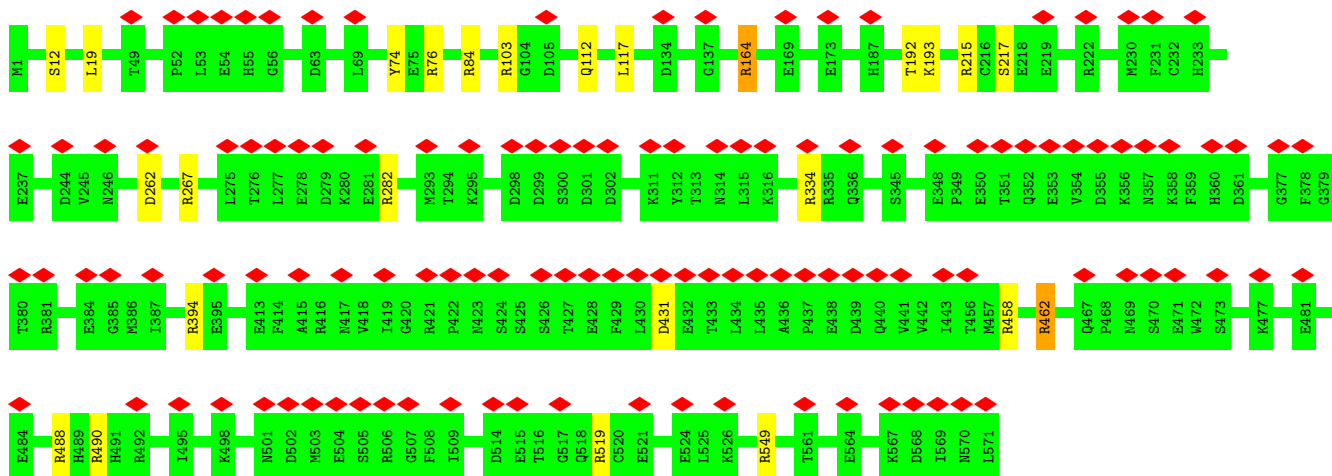 M1 S12 L19 T49 P52 L53 E54 H55 G56 D63 L69 Y74 E75 R76 R84 R103 G104 D105 Q112 L117 D134 G137 R164 E169 E173 H187 T192 K193 R215 C216 S217 E218 E219 R222 M230 F231 C232 H233
E237 D244 V245 N246 D262 R267 L275 T276 L277 E278 D279 K280 E281 R282 M293 T294 K295 D298 D299 S300 D301 D302 K311 Y312 T313 N314 L315 K316 R334 R335 Q336 S345 E348 P349 E350 T351 Q352 E353 V354 D355 K356 N357 K358 F359 H360 D361 G377 F378 G379
T380 R381 E384 G385 M386 I387 R394 E395 E413 F414 A415 R416 N417 V418 I419 G420 R421 P422 N423 S424 S425 S426 T427 E428 F429 L430 D431 E432 T433 L434 L435 A436 P437 E438 D439 Q440 V441 V442 I443 T456 M457 R458 R462 Q467 P468 N469 S470 E471 W472 S473 K477 E481
E484 R488 H489 R490 H491 R492 I495 K498 N501 D502 M503 E504 S505 R506 G507 F508 I509 D514 E515 T516 G517 Q518 R519 C520 E521 E524 L525 K526 R549 T561 E564 K567 D568 I569 N570 L571